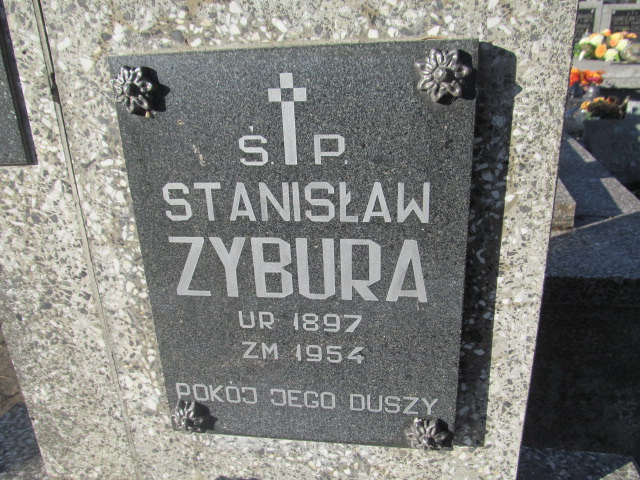 Ś. P.
STANISŁAW
ZYBURA
UR 1897
ZM 1954
POKÓJ JEGO DUSZY